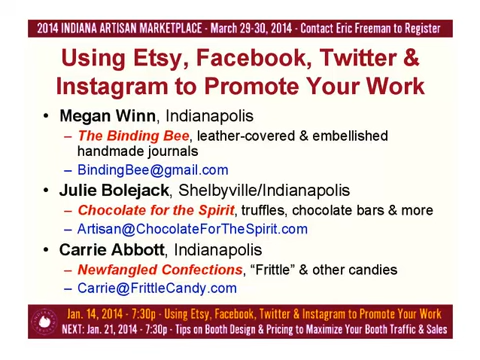 2014 INDIANA ARTISAN MARKETPLACE - March 29-30, 2014 - Contact Eric Freeman to Register
Using Etsy, Facebook, Twitter &
Instagram to Promote Your Work
• Megan Winn, Indianapolis
– The Binding Bee, leather-covered & embellished
handmade journals
– BindingBee@gmail.com
• Julie Bolejack, Shelbyville/Indianapolis
– Chocolate for the Spirit, truffles, chocolate bars & more
– Artisan@ChocolateForTheSpirit.com
• Carrie Abbott, Indianapolis
– Newfangled Confections, “Frittle” & other candies
– Carrie@FrittleCandy.com
Jan. 14, 2014 - 7:30p - Using Etsy, Facebook, Twitter & Instagram to Promote Your Work
NEXT: Jan. 21, 2014 - 7:30p - Tips on Booth Design & Pricing to Maximize Your Booth Traffic & Sales